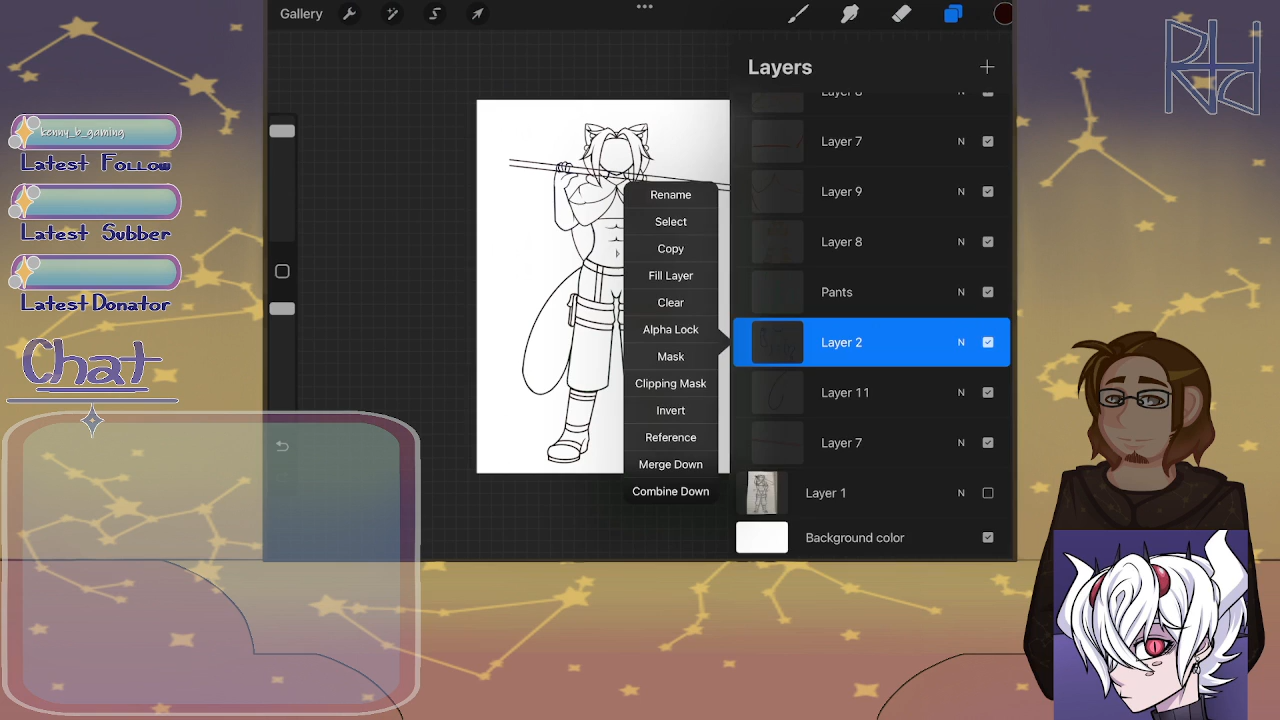 Gallery
Layers
Layer 8 N
Layer 7 N
Layer 9 N
Layer 8 N
Pants N
Layer 2 N
Layer 11 N
Layer 7 N
Layer 1 N
Background color
Rename
Select
Copy
Fill Layer
Clear
Alpha Lock
Mask
Clipping Mask
Invert
Reference
Merge Down
Combine Down
kenny_b_gaming
Latest Follow
Latest Subber
Latest Donator
Chat